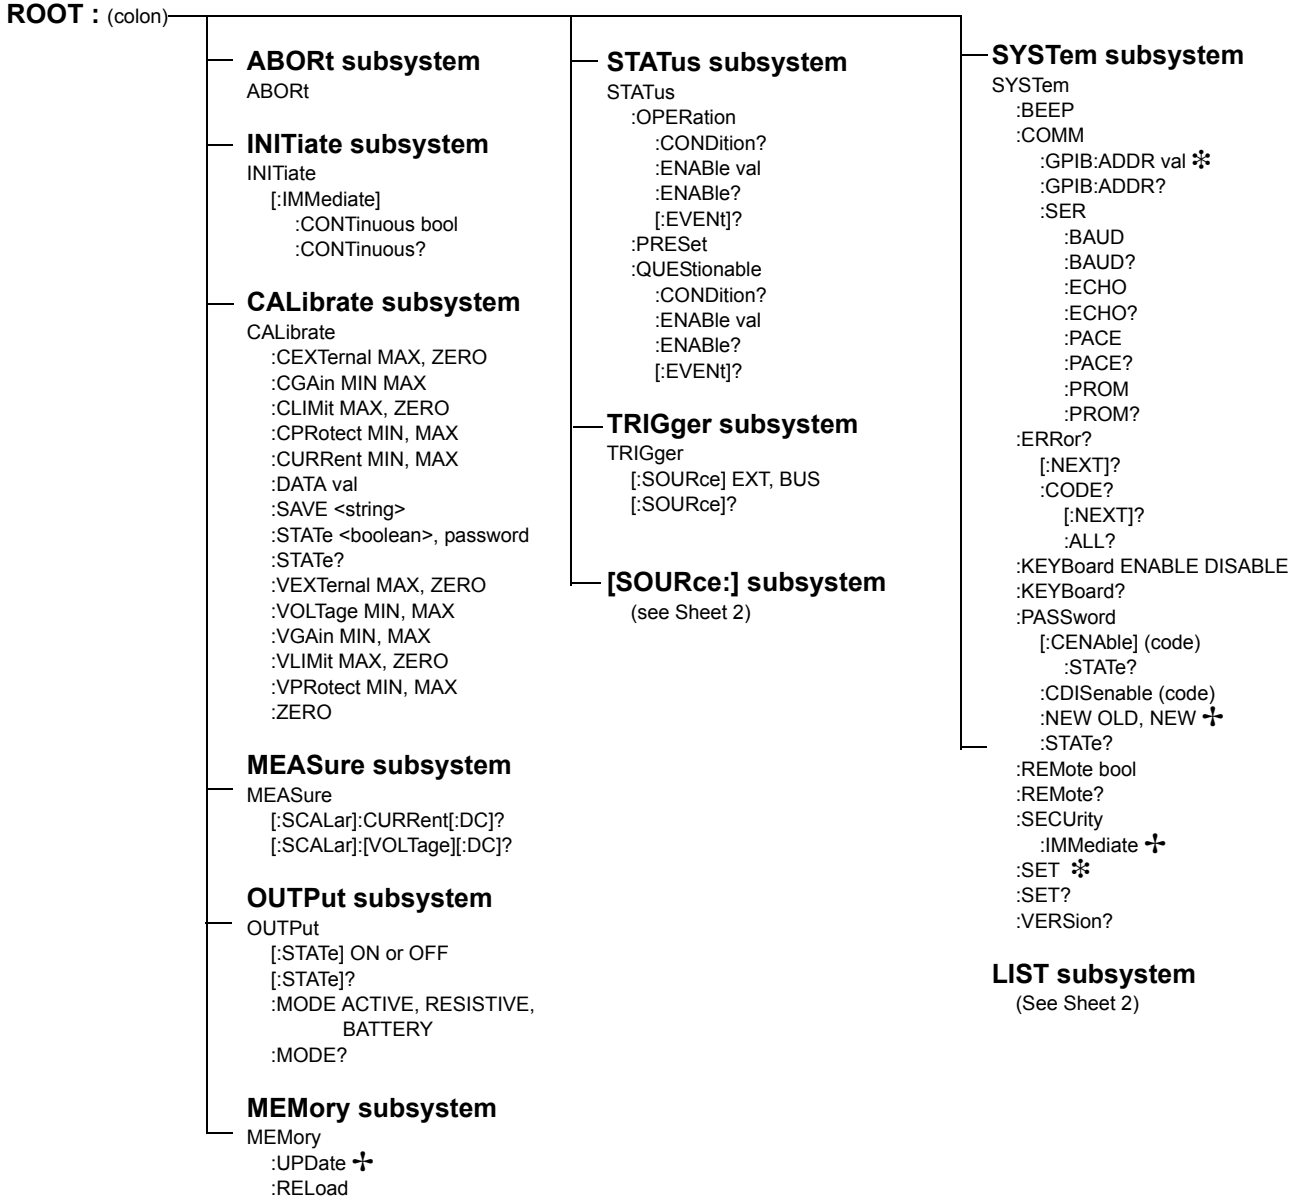 ROOT : (colon)
ABORt subsystem
ABORt
INITiate subsystem
INITiate
[:IMMediate]
:CONTinuous bool
:CONTinuous?
CALibrate subsystem
CALibrate
:CEXTernal MAX, ZERO
:CGAin MIN MAX
:CLIMit MAX, ZERO
:CPRotect MIN, MAX
:CURRent MIN, MAX
:DATA val
:SAVE <string>
:STATe <boolean>, password
:STATe?
:VEXTernal MAX, ZERO
:VOLTage MIN, MAX
:VGAin MIN, MAX
:VLIMit MAX, ZERO
:VPRotect MIN, MAX
:ZERO
MEASure subsystem
MEASure
[:SCALar]:CURRent[:DC]?
[:SCALar]:[VOLTage][:DC]?
OUTPut subsystem
OUTPut
[:STATe] ON or OFF
[:STATe]?
:MODE ACTIVE, RESISTIVE,
BATTERY
:MODE?
MEMory subsystem
MEMory
:UPDate ✢
:RELoad
STATus subsystem
STATus
:OPERation
:CONDition?
:ENABle val
:ENABle?
[:EVENt]?
:PRESet
:QUEStionable
:CONDition?
:ENABle val
:ENABle?
[:EVENt]?
TRIGger subsystem
TRIGger
[:SOURce] EXT, BUS
[:SOURce]?
[SOURce:] subsystem
(see Sheet 2)
SYSTem subsystem
SYSTem
:BEEP
:COMM
:GPIB:ADDR val ❇
:GPIB:ADDR?
:SER
:BAUD
:BAUD?
:ECHO
:ECHO?
:PACE
:PACE?
:PROM
:PROM?
:ERRor?
[:NEXT]?
:CODE?
[:NEXT]?
:ALL?
:KEYBoard ENABLE DISABLE
:KEYBoard?
:PASSword
[:CENAble] (code)
:STATe?
:CDISenable (code)
:NEW OLD, NEW ✢
:STATe?
:REMote bool
:REMote?
:SECUrity
:IMMediate ✢
:SET ❇
:SET?
:VERSion?
LIST subsystem
(See Sheet 2)